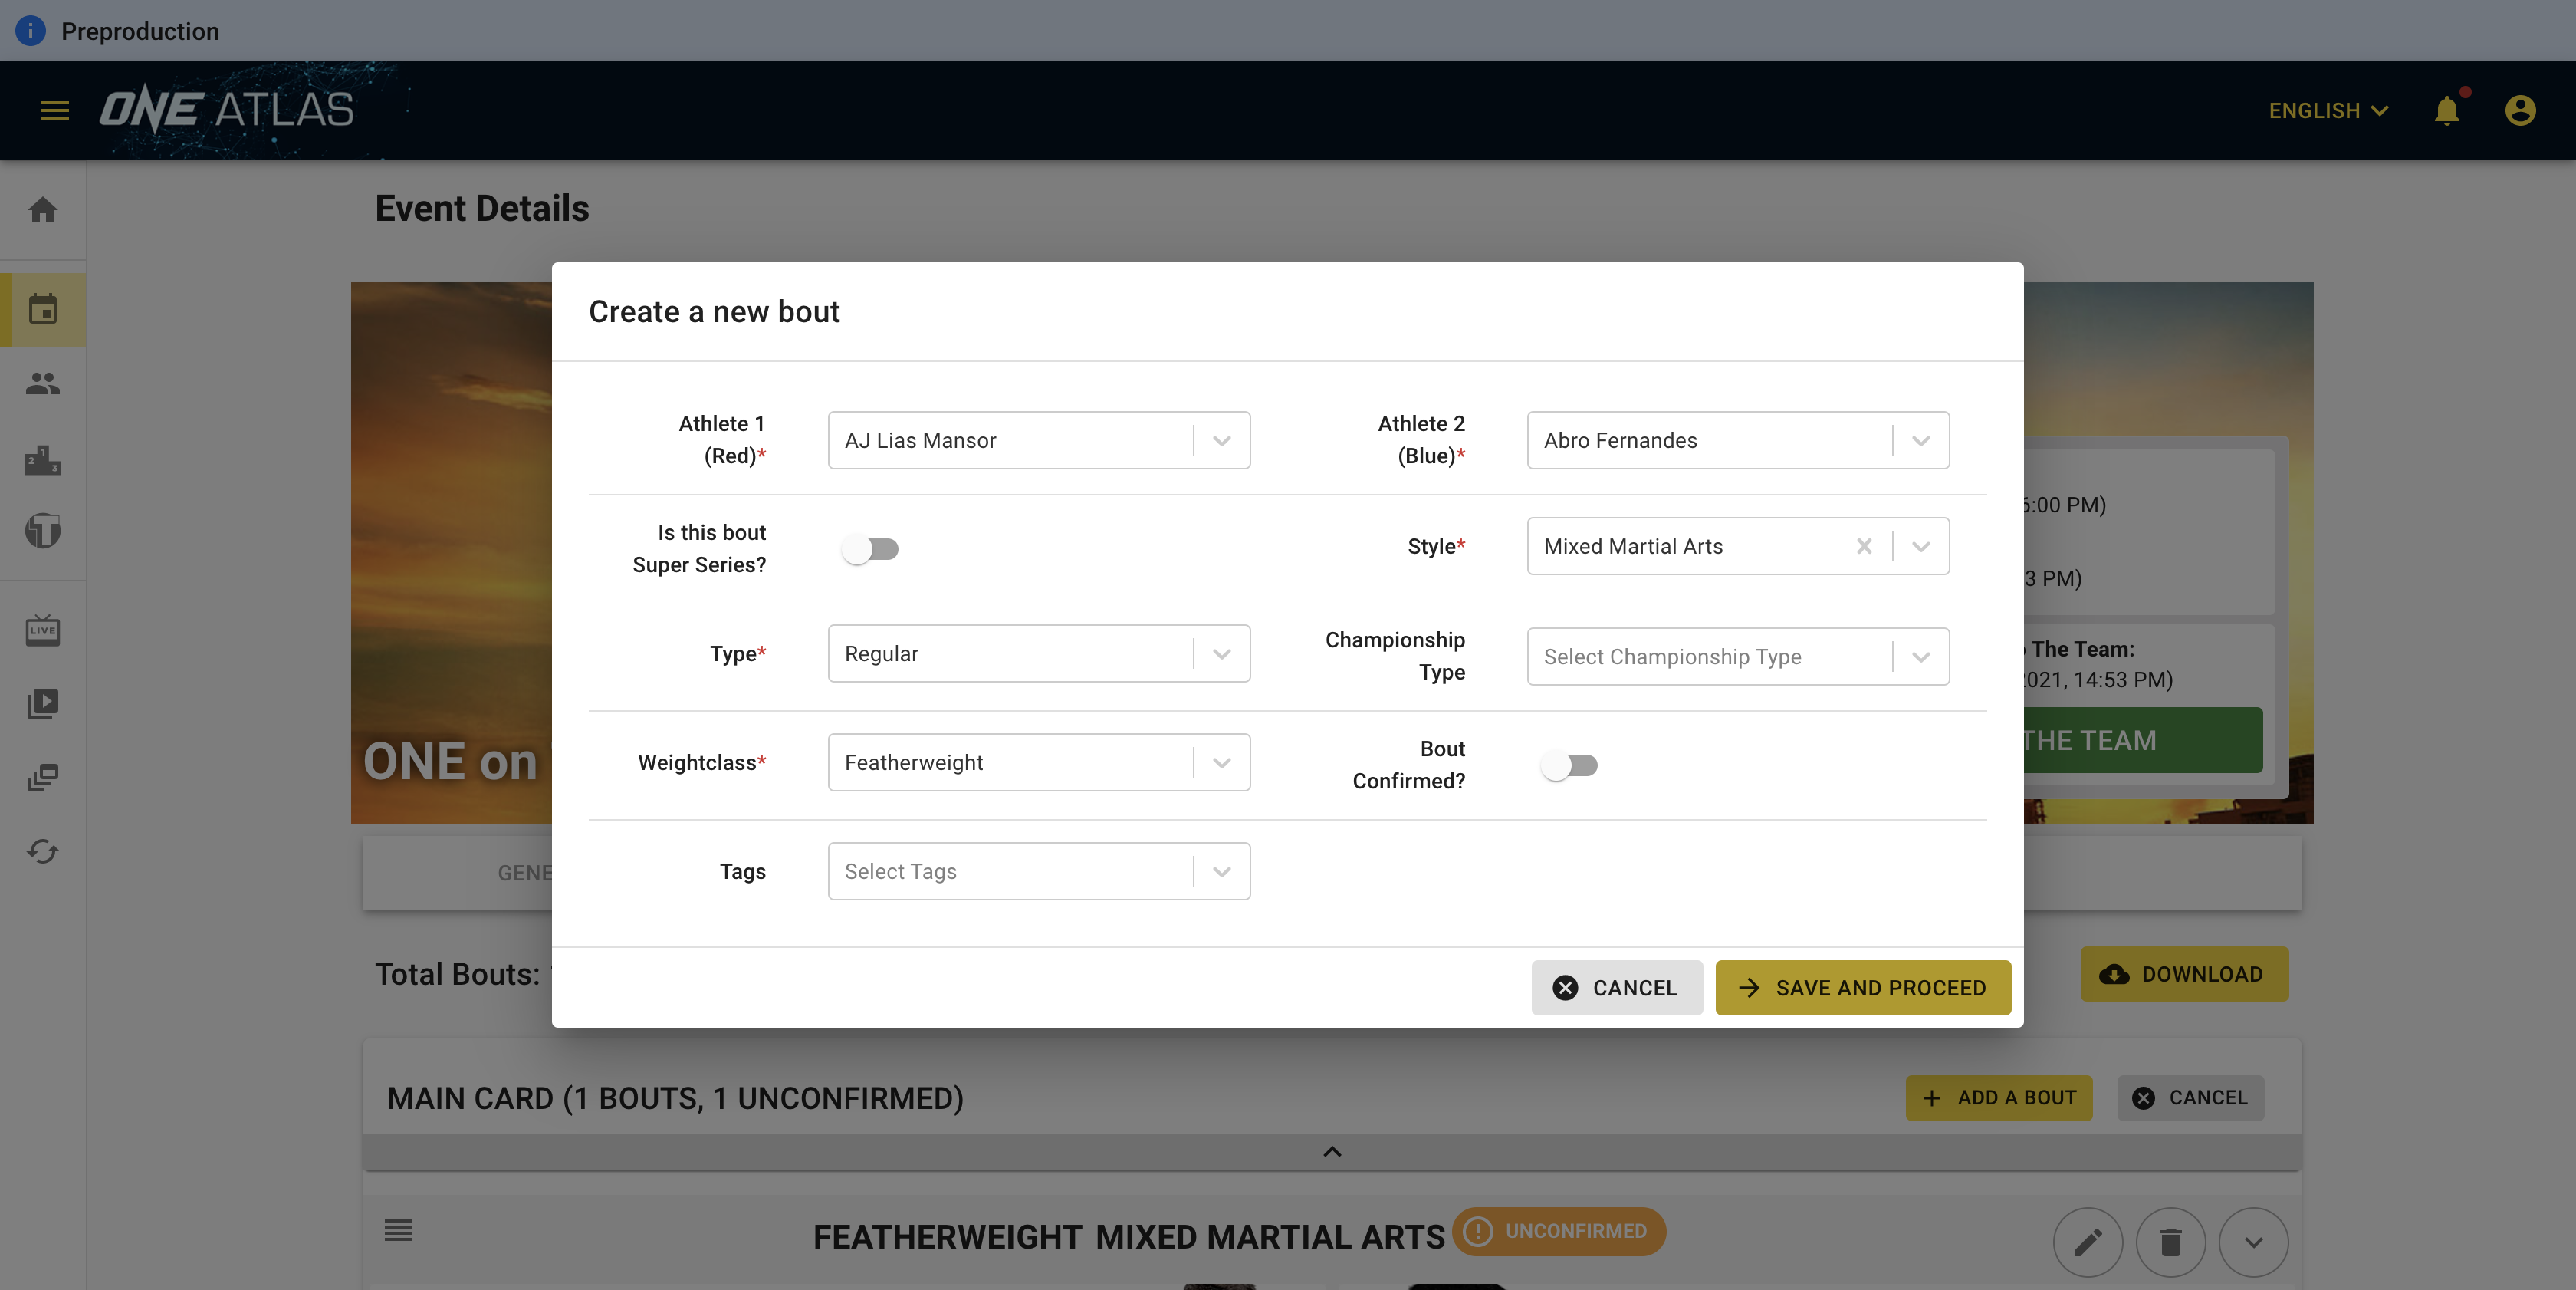 Preproduction
ONE ATLAS
ENGLISH
Event Details
Create a new bout
Athlete 1
(Red)*
AJ Lias Mansor
Athlete 2
(Blue)*
Abro Fernandes
6:00 PM)
Is this bout
Super Series?
Style*
Mixed Martial Arts
3 PM)
Type*
Regular
Championship
Type
Select Championship Type
The Team:
2021, 14:53 PM)
LIVE
Weightclass*
Featherweight
Bout
Confirmed?
THE TEAM
ONE on
Tags
Select Tags
GENE
Total Bouts:
CANCEL
SAVE AND PROCEED
DOWNLOAD
MAIN CARD (1 BOUTS, 1 UNCONFIRMED)
ADD A BOUT
CANCEL
FEATHERWEIGHT MIXED MARTIAL ARTS
UNCONFIRMED